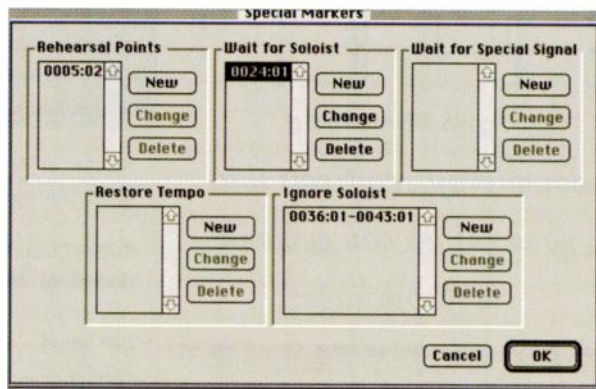 Special Markers
Rehearsal Points
0005:02
New
Change
Delete
Wait for Soloist
0024:01
New
Change
Delete
Wait for Special Signal
New
Change
Delete
Restore Tempo
New
Change
Delete
Ignore Soloist
0036:01~0043:01
New
Change
Delete
Cancel
OK